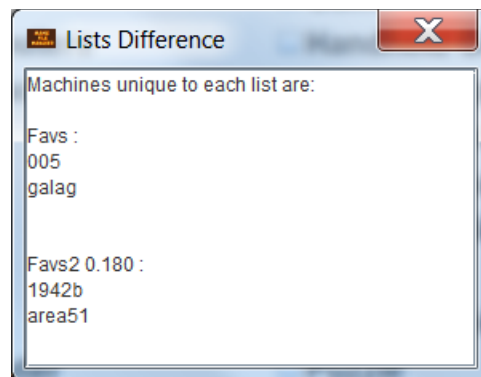 Lists Difference
Machines unique to each list are:
Favs :
005
galag
Favs2 0.180 :
1942b
area51